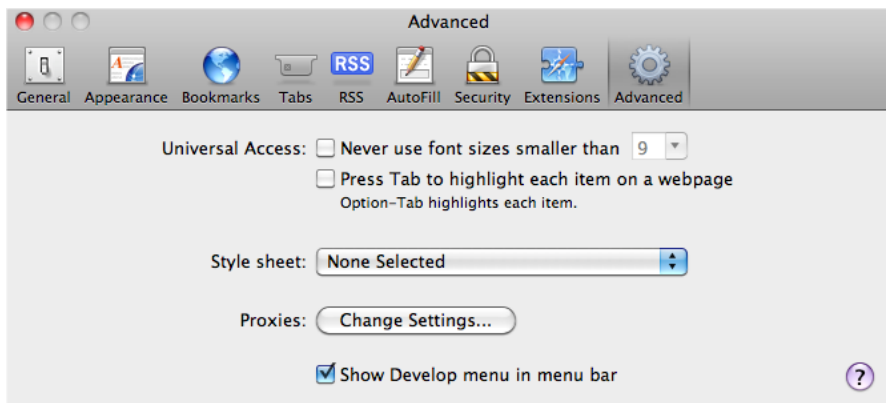 Advanced
RSS
General Appearance Bookmarks Tabs RSS AutoFill Security Extensions Advanced
Universal Access: Never use font sizes smaller than 9
Press Tab to highlight each item on a webpage
Option-Tab highlights each item.
Style sheet: None Selected
Proxies: Change Settings...
Show Develop menu in menu bar
?